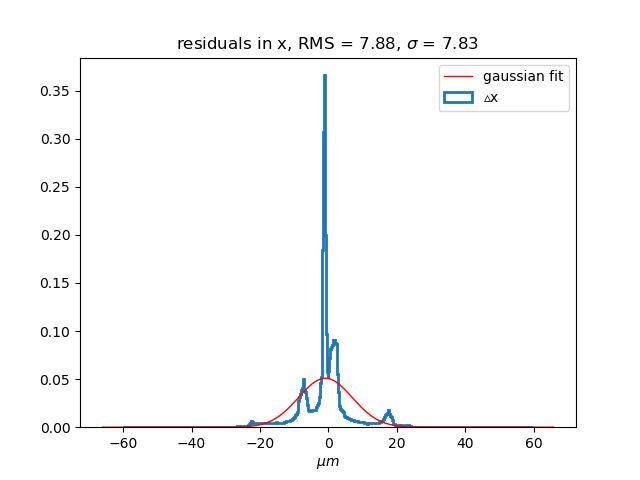 residuals in x, RMS = 7.88, σ = 7.83
gaussian fit
▵x
0.35
0.30
0.25
0.20
0.15
0.10
0.05
0.00
−60 −40 −20 0 20 40 60
μm